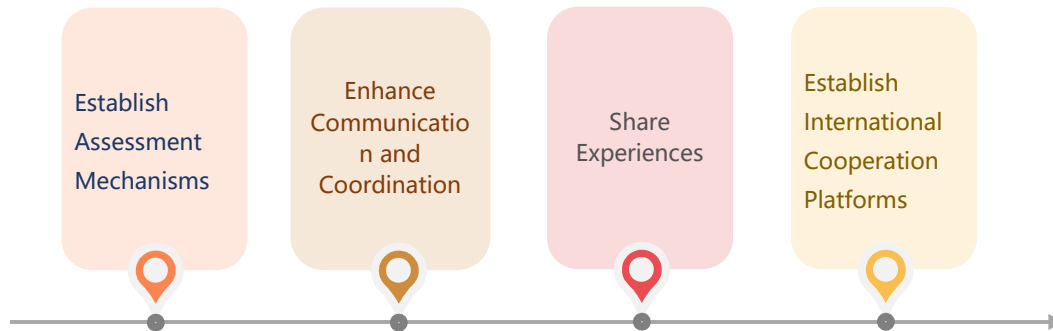 Establish
Assessment
Mechanisms
Enhance
Communicatio
n and
Coordination
Share
Experiences
Establish
International
Cooperation
Platforms